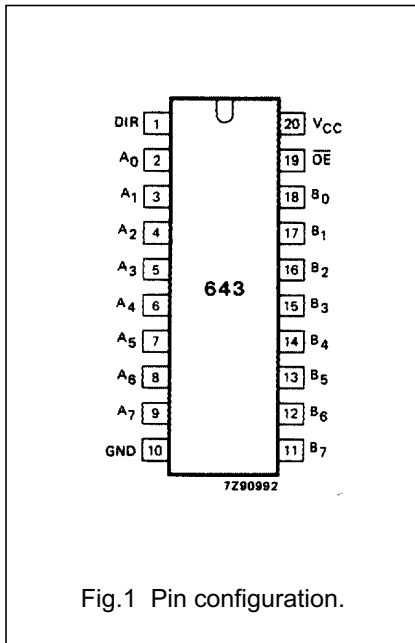 DIR 1 20 VCC
A0 2 19 OE
A1 3 18 B0
A2 4 17 B1
A3 5 16 B2
643
A4 6 15 B3
A5 7 14 B4
A6 8 13 B5
A7 9 12 B6
GND 10 11 B7
7Z90992
Fig.1 Pin configuration.